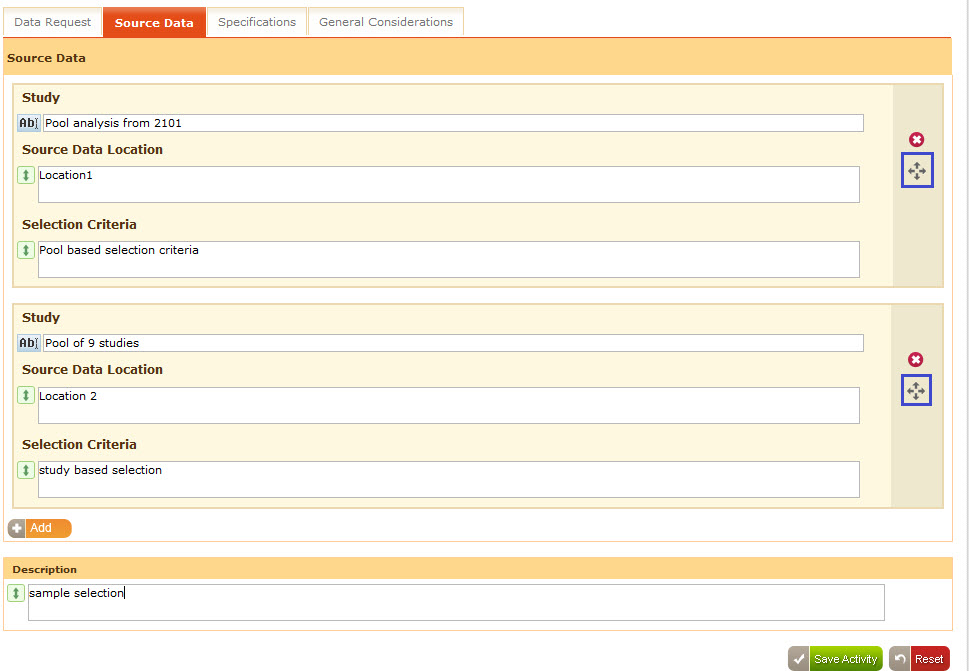 Data Request Source Data Specifications General Considerations
Source Data
Study
Ab Pool analysis from 2101
Source Data Location
Location1
Selection Criteria
Pool based selection criteria
Study
Ab Pool of 9 studies
Source Data Location
Location 2
Selection Criteria
study based selection
Add
Description
sample selection
Save Activity Reset